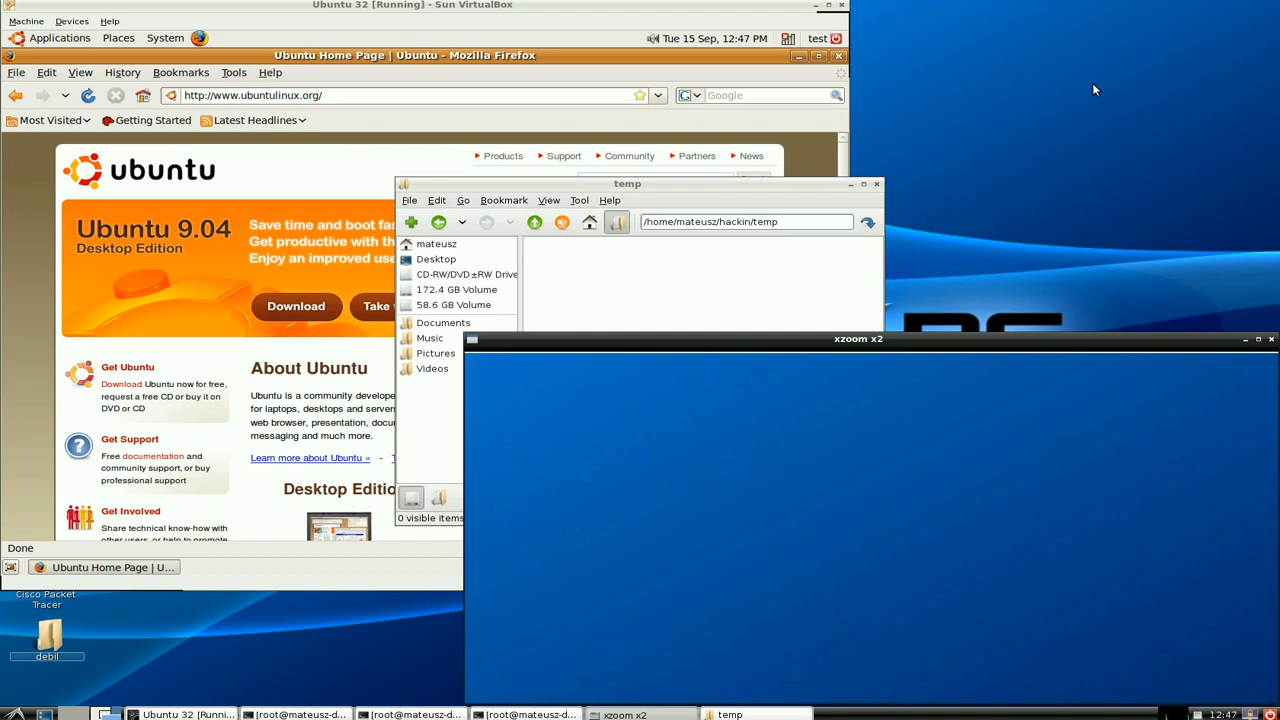 Ubuntu 32 [Running] - Sun VirtualBox
Machine Devices Help
Applications Places System Tue 15 Sep, 12:47 PM test
Ubuntu Home Page | Ubuntu - Mozilla Firefox
File Edit View History Bookmarks Tools Help
http://www.ubuntulinux.org/ G Google
Most Visited Getting Started Latest Headlines
ubuntu
Products Support Community Partners News
Ubuntu 9.04
Desktop Edition
Save time and boot fas
Get productive with th
Enjoy an improved use
Download Take
Get Ubuntu
Download Ubuntu now for free,
request a free CD or buy it on
DVD or CD
Get Support
Free documentation and
community support, or buy
professional support
Get Involved
Share technical know-how with
other users, or help to promote
About Ubuntu
Ubuntu is a community develope
for laptops, desktops and servers
web browser, presentation, docu
messaging and much more.
Learn more about Ubuntu » -
Desktop Editio
Done
Ubuntu Home Page | U...
temp
File Edit Go Bookmark View Tool Help
/home/mateusz/hackin/temp
mateusz
Desktop
CD-RW/DVD±RW Drive
172.4 GB Volume
58.6 GB Volume
Documents
Music
Pictures
Videos
0 visible items
xzoom x2
Cisco Packet
Tracer
debil
Ubuntu 32 [Runni... [root@mateusz-d... [root@mateusz-d... [root@mateusz-d... xzoom x2 temp 12:47